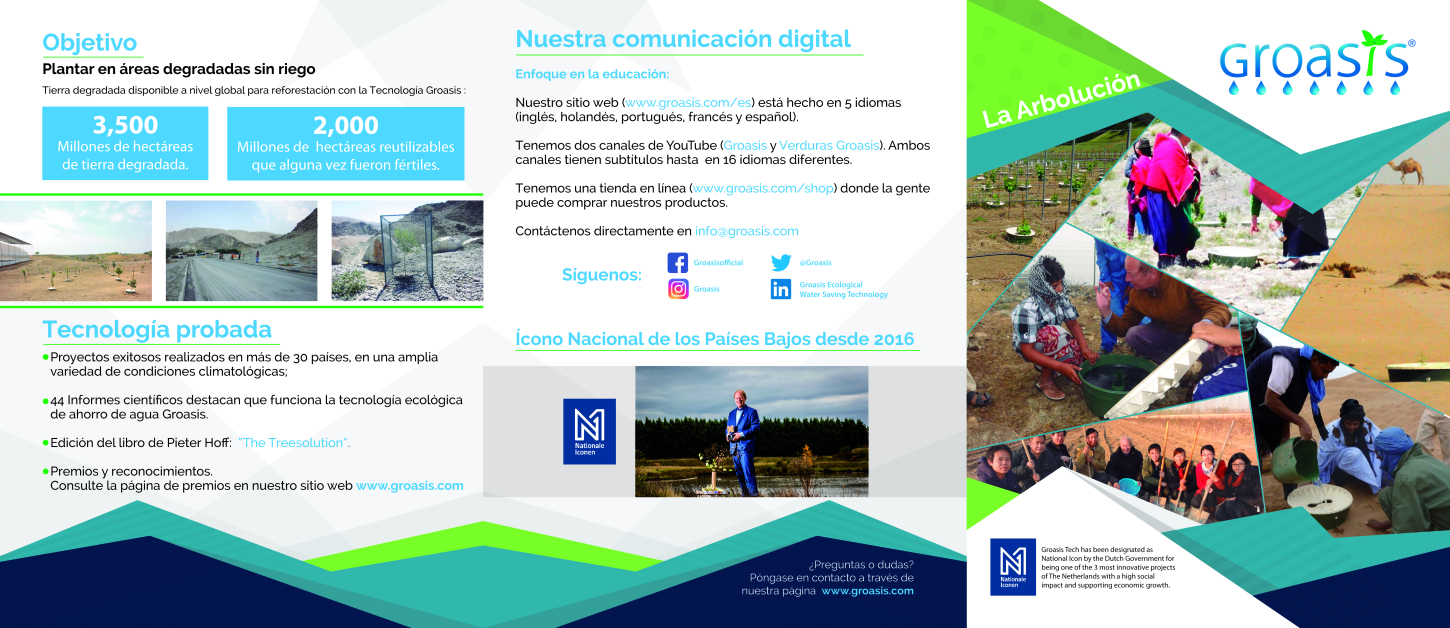 Objetivo
Plantar en áreas degradadas sin riego
Tierra degradada disponible a nivel global para reforestación con la Tecnología Groasis :
3,500
Millones de hectáreas
de tierra degradada.
2,000
Millones de hectáreas reutilizables
que alguna vez fueron fértiles.
Tecnología probada
Proyectos exitosos realizados en más de 30 países, en una amplia
variedad de condiciones climatológicas;
44 Informes científicos destacan que funciona la tecnología ecológica
de ahorro de agua Groasis.
Edición del libro de Pieter Hoff: “The Treesolution”.
Premios y reconocimientos.
Consulte la página de premios en nuestro sitio web www.groasis.com
Nuestra comunicación digital
Enfoque en la educación:
Nuestro sitio web (www.groasis.com/es) está hecho en 5 idiomas
(inglés, holandés, portugués, francés y español).
Tenemos dos canales de YouTube (Groasis y Verduras Groasis). Ambos
canales tienen subtítulos hasta en 16 idiomas diferentes.
Tenemos una tienda en línea (www.groasis.com/shop) donde la gente
puede comprar nuestros productos.
Contáctenos directamente en info@groasis.com
Síguenos:
Groasisofficial
@Groasis
Groasis
Groasis Ecological
Water Saving Technology
Ícono Nacional de los Países Bajos desde 2016
Nationale
Iconen
¿Preguntas o dudas?
Póngase en contacto a través de
nuestra página www.groasis.com
La Arbolución
GROASIS®
Nationale
Iconen
Groasis Tech has been designated as
National Icon by the Dutch Government for
being one of the 3 most innovative projects
of The Netherlands with a high social
impact and supporting economic growth.